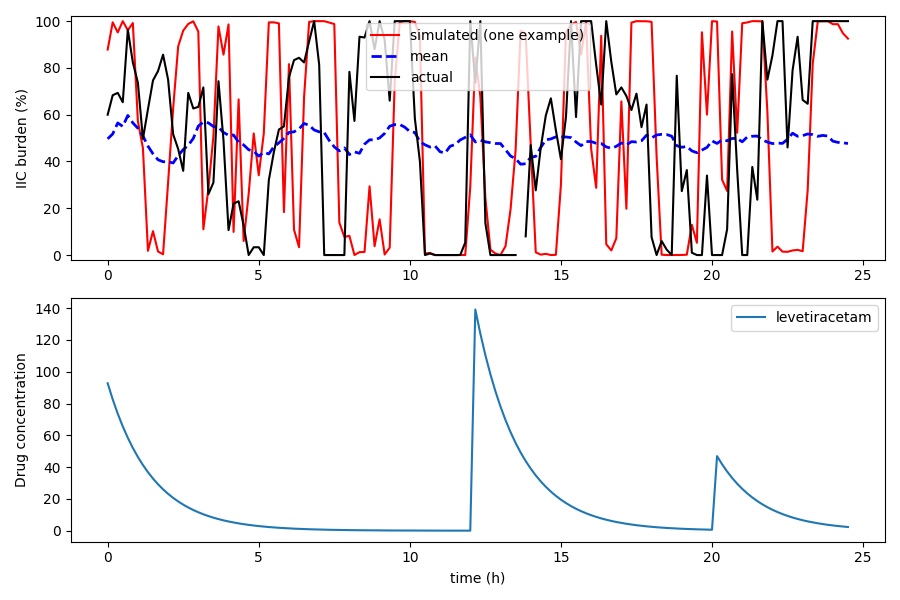 100
80
60
40
20
0
IIC burden (%)
simulated (one example)
mean
actual
0 5 10 15 20 25
140
120
100
80
60
40
20
0
Drug concentration
levetiracetam
0 5 10 15 20 25
time (h)